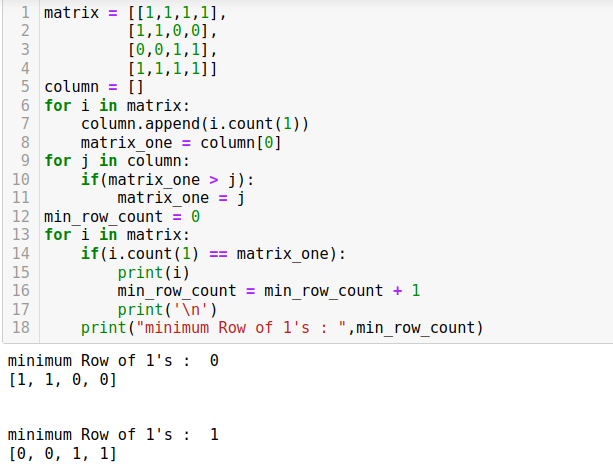 1 matrix = [[1,1,1,1],
2 [1,1,0,0],
3 [0,0,1,1],
4 [1,1,1,1]]
5 column = []
6 for i in matrix:
7     column.append(i.count(1))
8     matrix_one = column[0]
9 for j in column:
10     if(matrix_one > j):
11         matrix_one = j
12 min_row_count = 0
13 for i in matrix:
14     if(i.count(1) == matrix_one):
15         print(i)
16         min_row_count = min_row_count + 1
17         print('\n')
18     print("minimum Row of 1's : ",min_row_count)
minimum Row of 1's :  0
[1, 1, 0, 0]
minimum Row of 1's :  1
[0, 0, 1, 1]